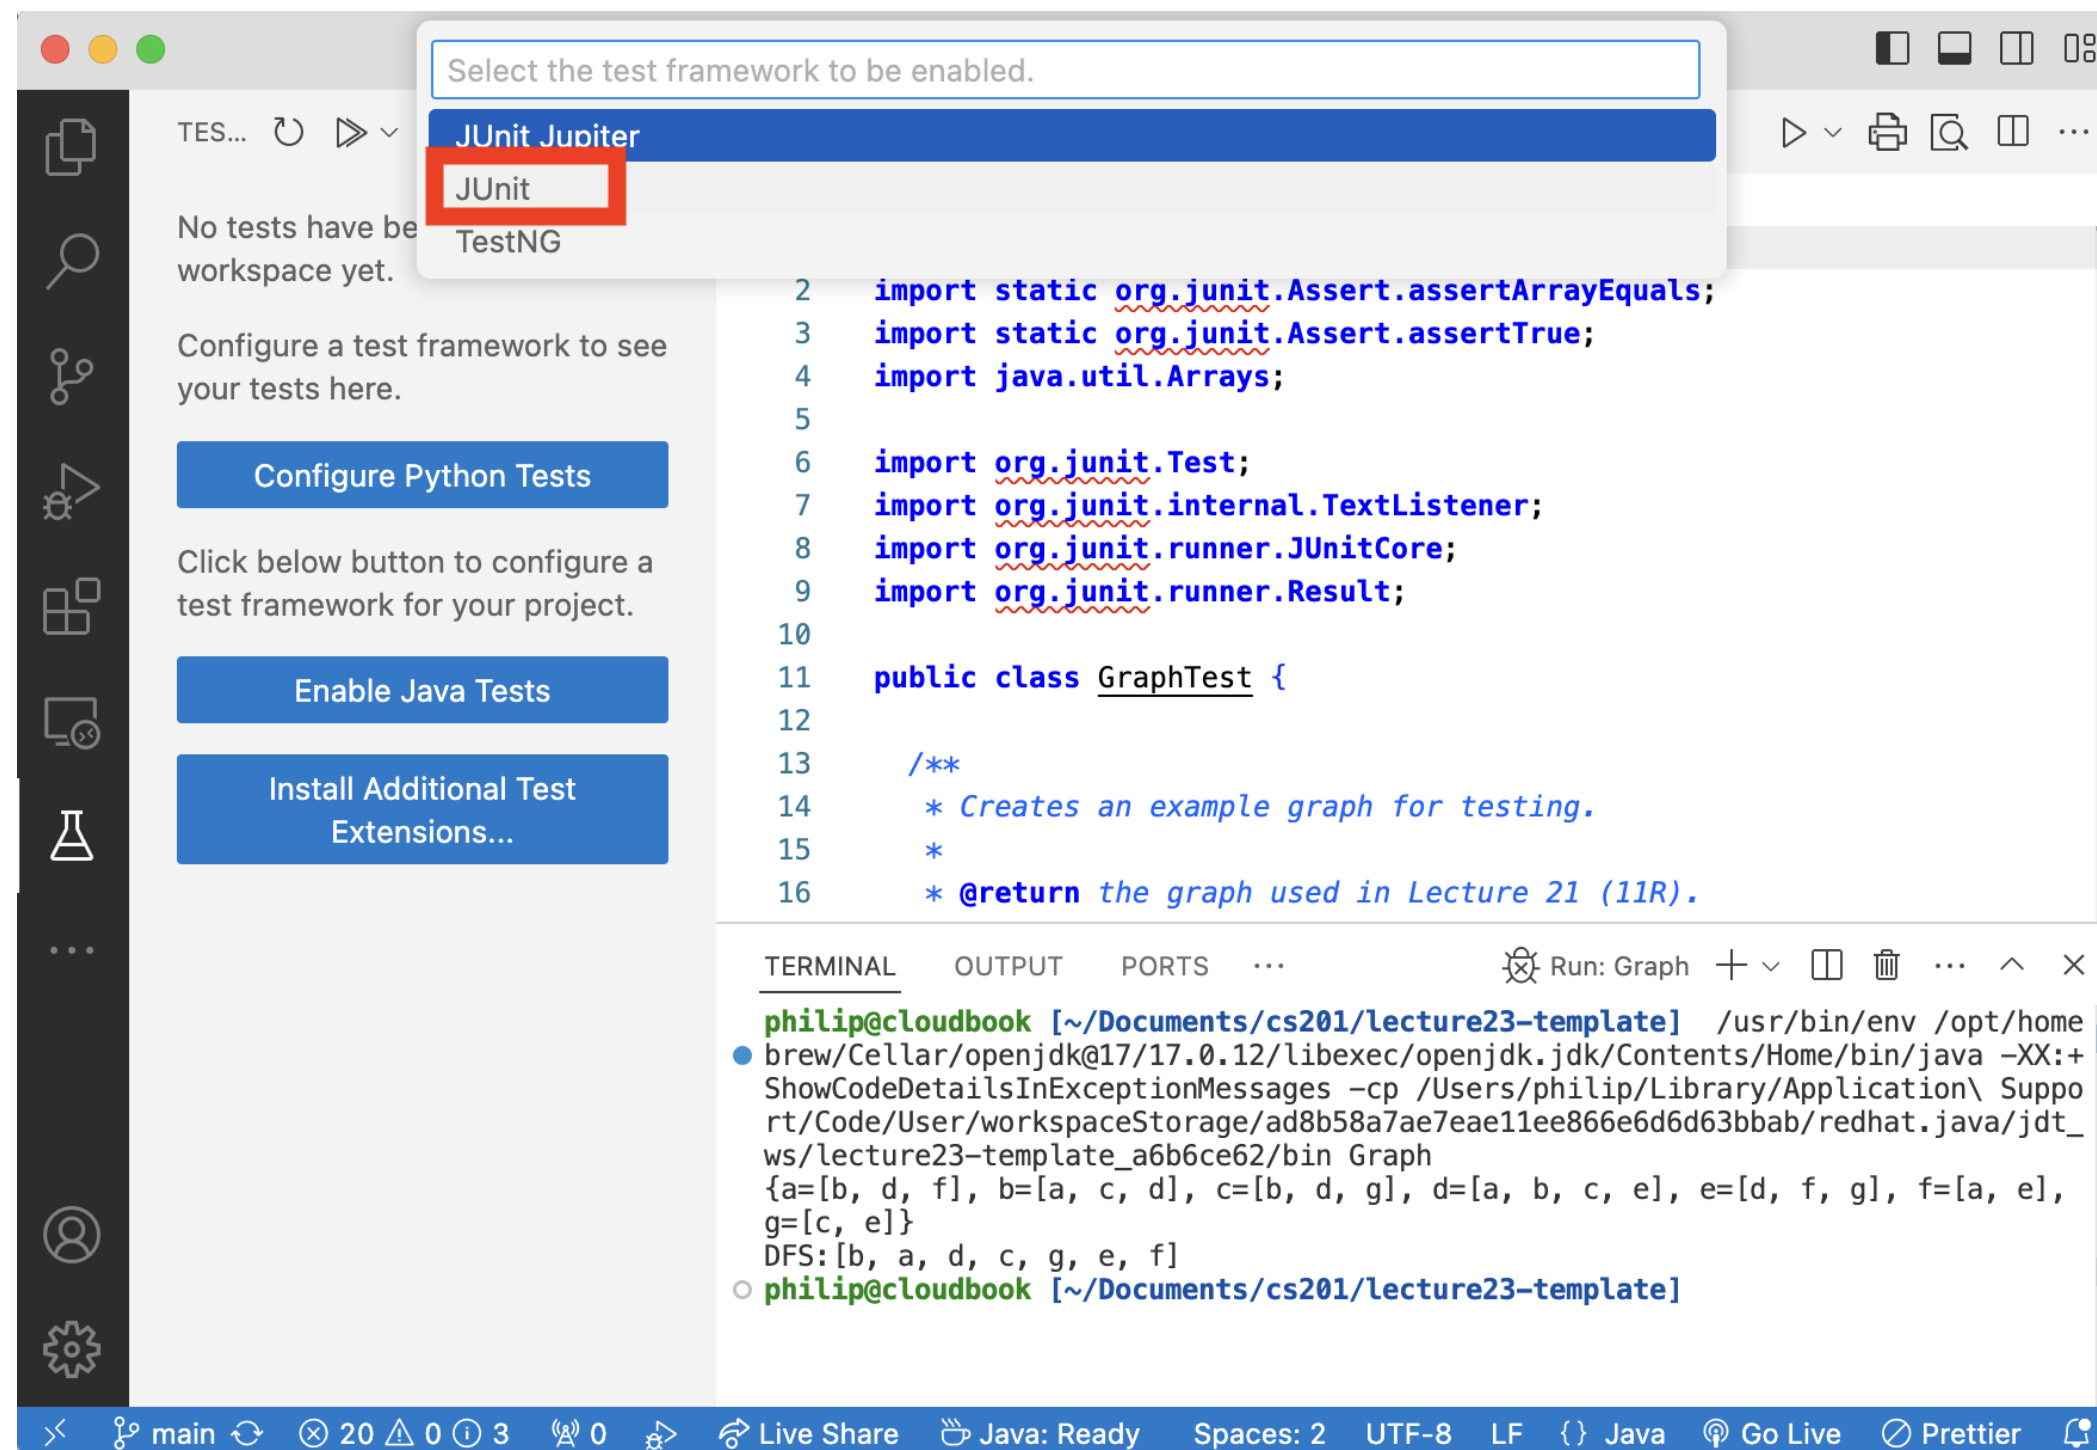 Select the test framework to be enabled.
JUnit Jupiter
JUnit
TestNG
TES...
No tests have be
workspace yet.
Configure a test framework to see
your tests here.
Configure Python Tests
Click below button to configure a
test framework for your project.
Enable Java Tests
Install Additional Test
Extensions...
2 import static org.junit.Assert.assertArrayEquals;
3 import static org.junit.Assert.assertTrue;
4 import java.util.Arrays;
5
6 import org.junit.Test;
7 import org.junit.internal.TextListener;
8 import org.junit.runner.JUnitCore;
9 import org.junit.runner.Result;
10
11 public class GraphTest {
12
13 /**
14 * Creates an example graph for testing.
15 *
16 * @return the graph used in Lecture 21 (11R).
TERMINAL OUTPUT PORTS ... Run: Graph
philip@cloudbook [~/Documents/cs201/lecture23-template] /usr/bin/env /opt/home
brew/Cellar/openjdk@17/17.0.12/libexec/openjdk.jdk/Contents/Home/bin/java -XX:+
ShowCodeDetailsInExceptionMessages -cp /Users/philip/Library/Application\ Suppo
rt/Code/User/workspaceStorage/ad8b58a7ae7eae11ee866e6d6d63bbab/redhat.java/jdt_
ws/lecture23-template_a6b6ce62/bin Graph
{a=[b, d, f], b=[a, c, d], c=[b, d, g], d=[a, b, c, e], e=[d, f, g], f=[a, e],
g=[c, e]}
DFS:[b, a, d, c, g, e, f]
philip@cloudbook [~/Documents/cs201/lecture23-template]
main 20 0 3 0 Live Share Java: Ready Spaces: 2 UTF-8 LF {} Java Go Live Prettier